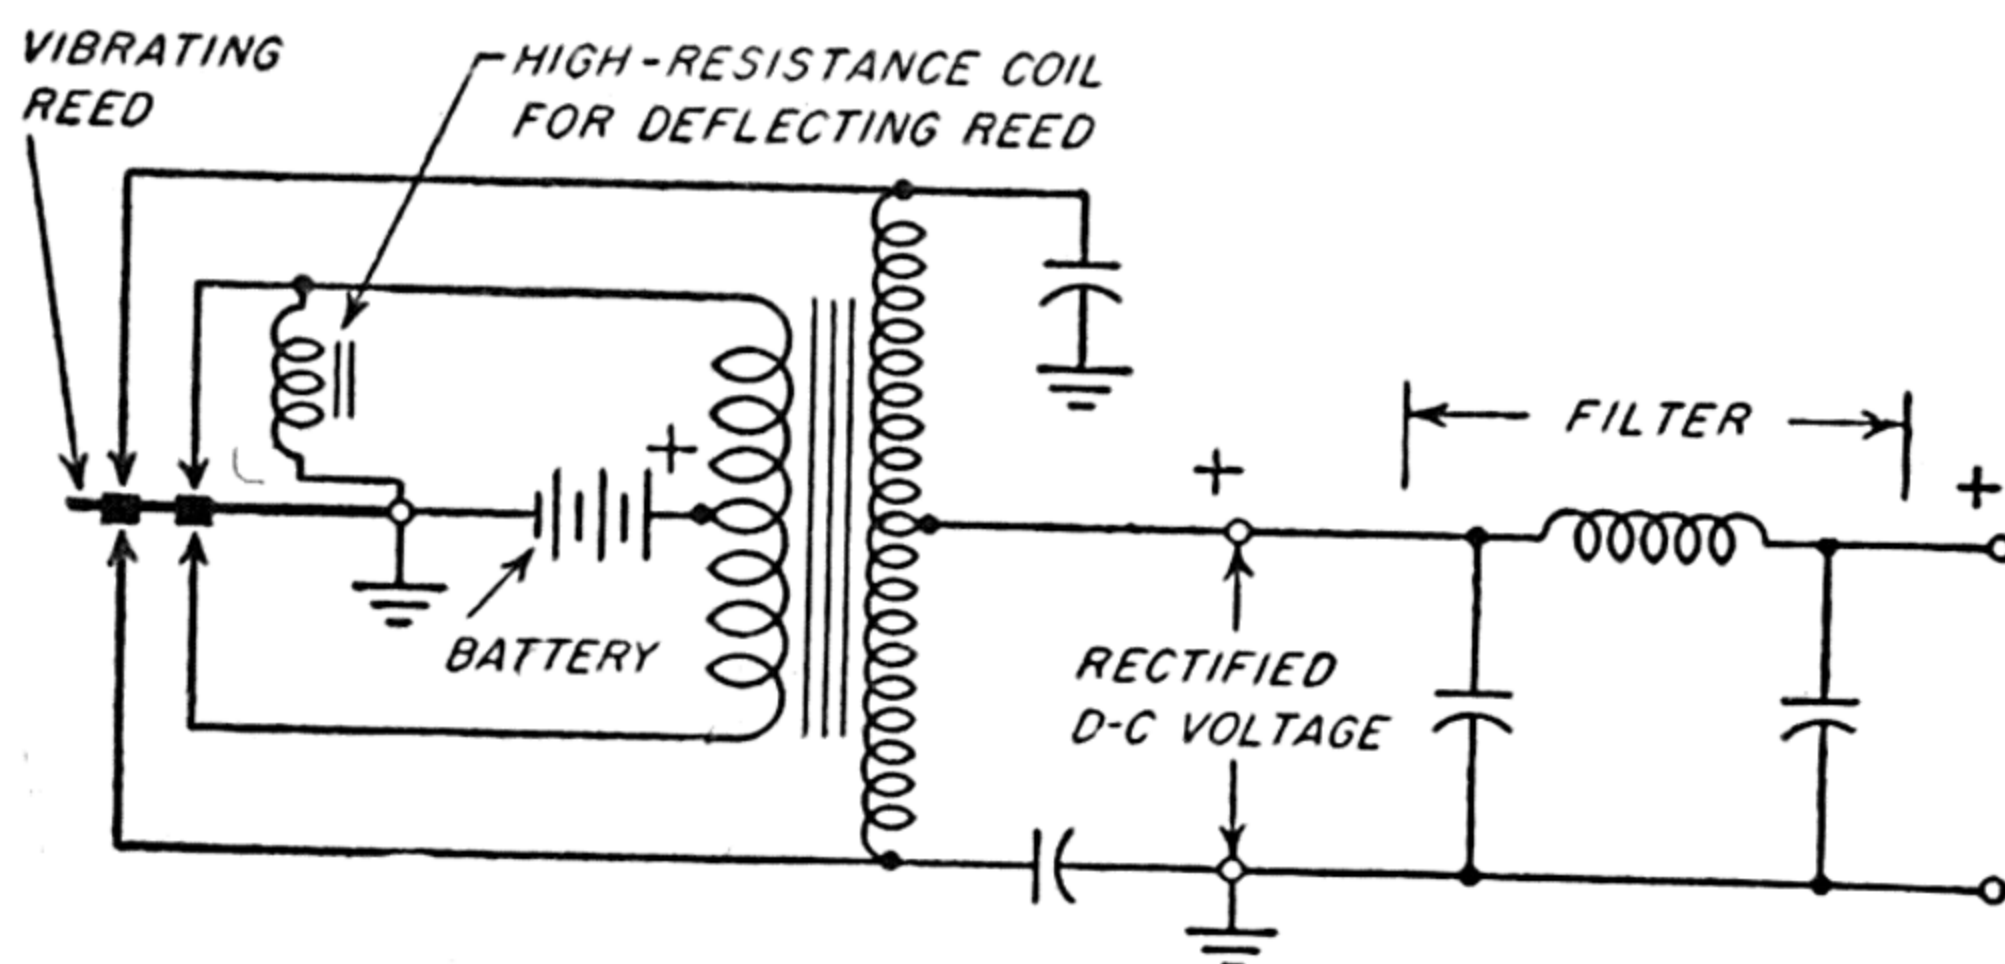 VIBRATING
REED
HIGH-RESISTANCE COIL
FOR DEFLECTING REED
+
BATTERY
+
RECTIFIED
D-C VOLTAGE
FILTER
+